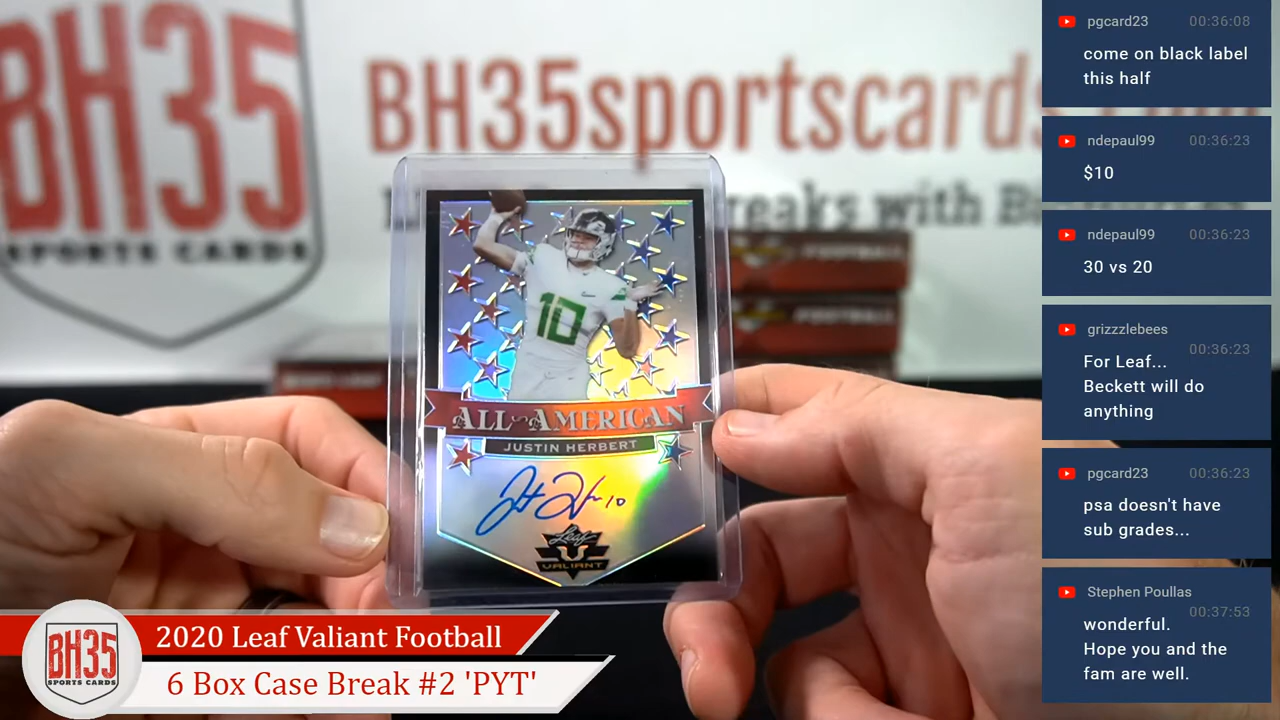 BH35
SPORTS CARDS
BH35sportscards
reaks with B
FOOTBALL
FOOTBALL
10
ALL-AMERICAN
JUSTIN HERBERT
10
Leaf
VALIANT
BH35
SPORTS CARDS
2020 Leaf Valiant Football
6 Box Case Break #2 'PYT'
pgcard23 00:36:08
come on black label
this half
ndepaul99 00:36:23
$10
ndepaul99 00:36:23
30 vs 20
grizzzlebees 00:36:23
For Leaf...
Beckett will do
anything
pgcard23 00:36:23
psa doesn't have
sub grades...
Stephen Poullas 00:37:53
wonderful.
Hope you and the
fam are well.